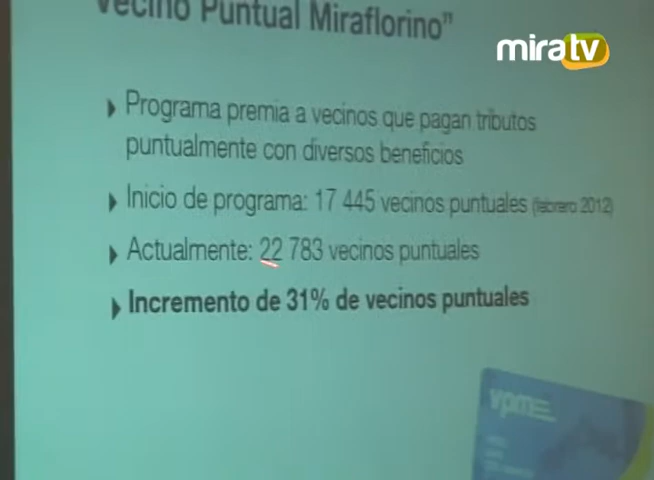 Vecino Puntual Miraflorino"
miratv
Programa premia a vecinos que pagan tributos
puntualmente con diversos beneficios
Inicio de programa: 17 445 vecinos puntuales (febrero 2012)
Actualmente: 22 783 vecinos puntuales
Incremento de 31% de vecinos puntuales
vpm